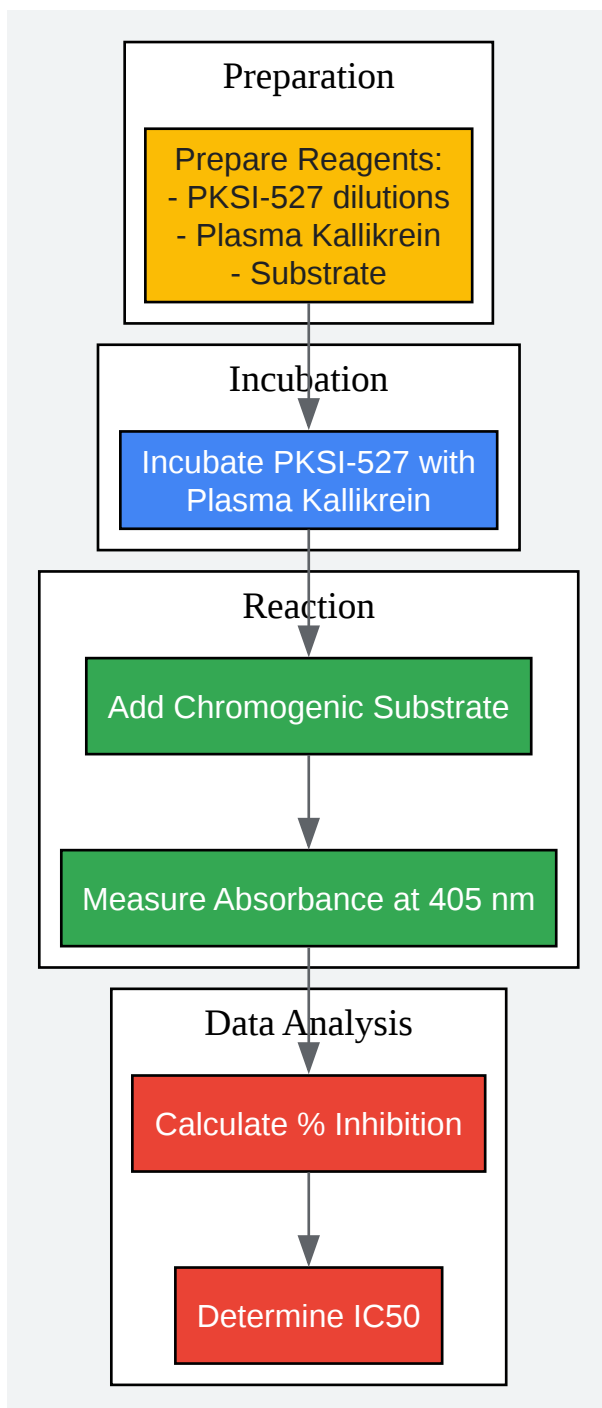 Preparation
Prepare Reagents:
- PKSI-527 dilutions
- Plasma Kallikrein
- Substrate
Incubation
Incubate PKSI-527 with
Plasma Kallikrein
Reaction
Add Chromogenic Substrate
Measure Absorbance at 405 nm
Data Analysis
Calculate % Inhibition
Determine IC50